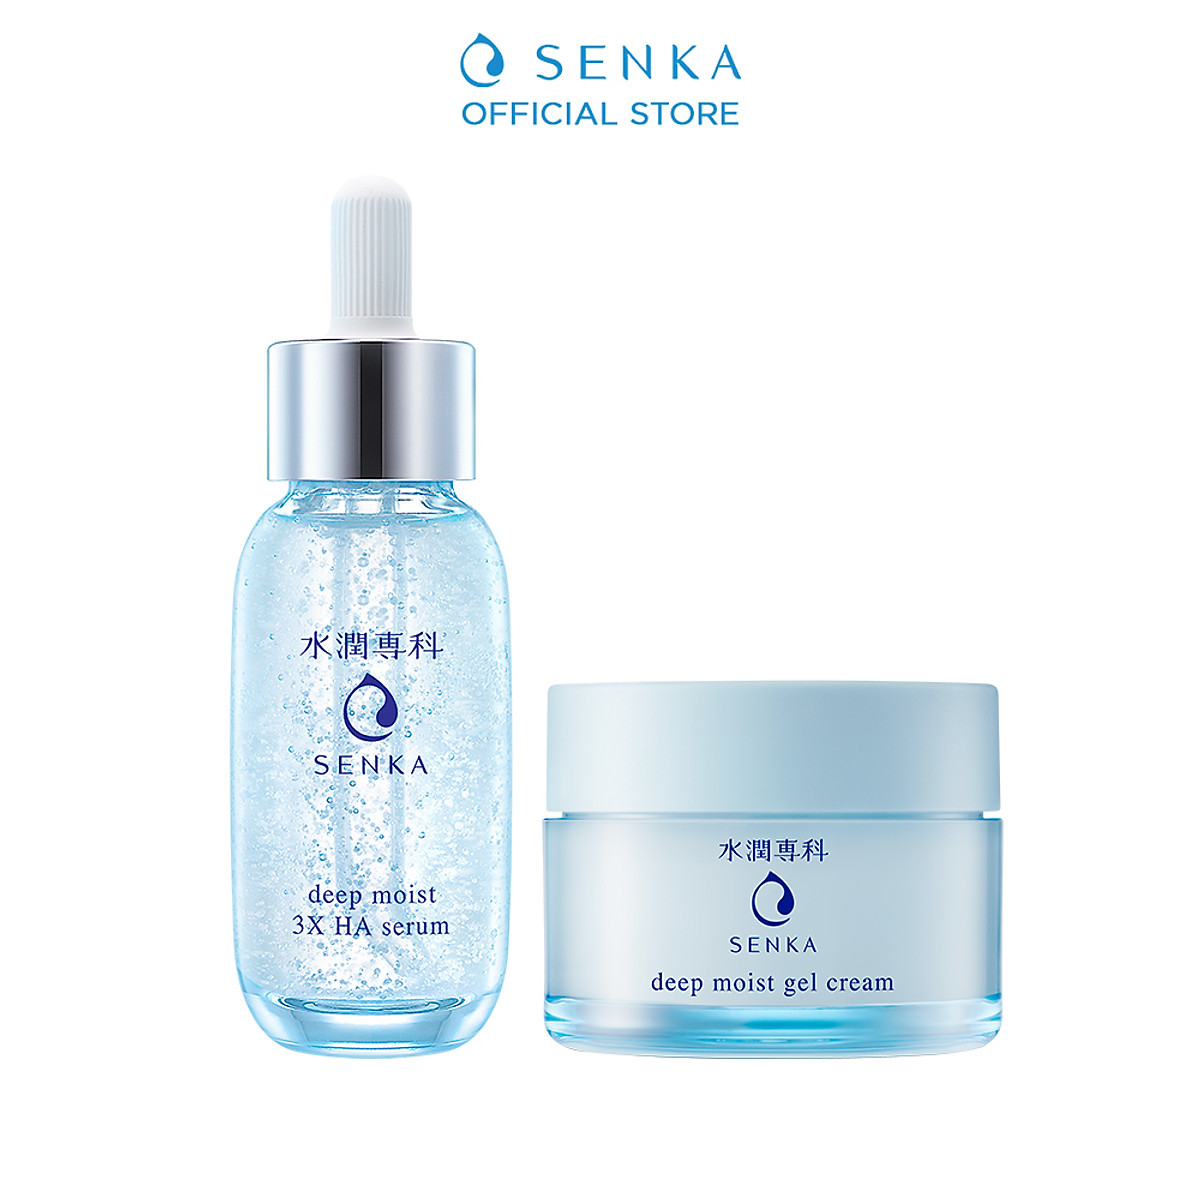 SENKA
OFFICIAL STORE
水潤専科
SENKA
deep moist
3X HA serum
水潤専科
SENKA
deep moist gel cream